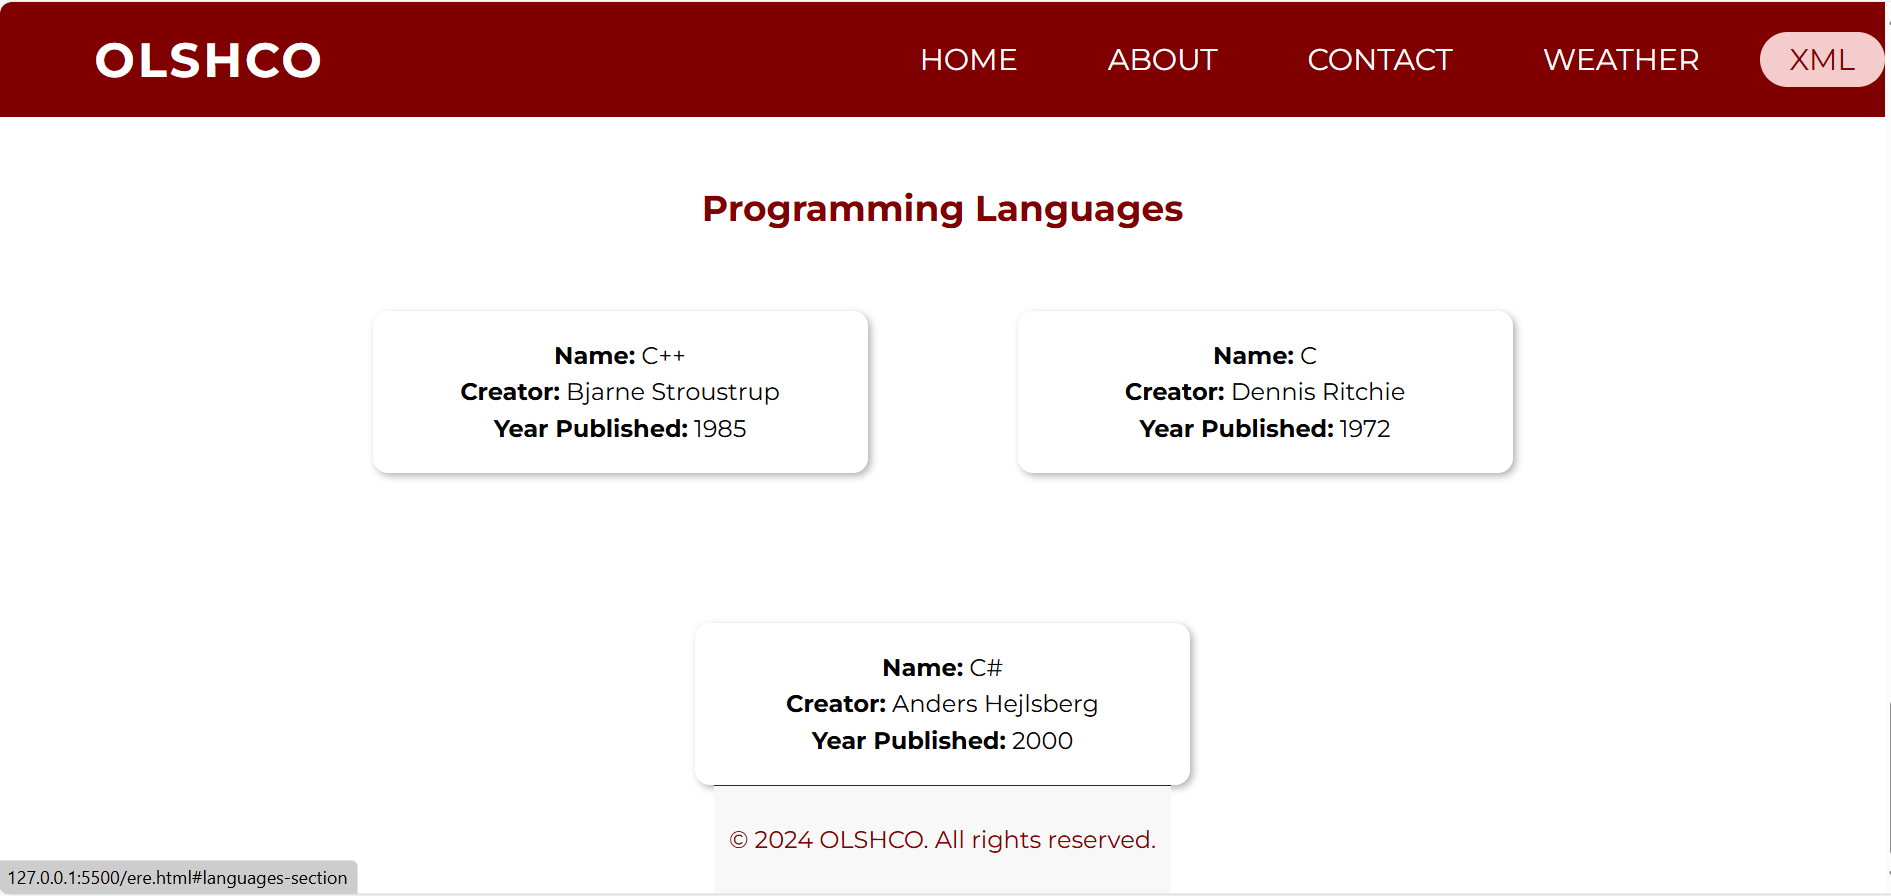 OLSHCO HOME ABOUT CONTACT WEATHER XML
Programming Languages
Name: C++
Creator: Bjarne Stroustrup
Year Published: 1985
Name: C
Creator: Dennis Ritchie
Year Published: 1972
Name: C#
Creator: Anders Hejlsberg
Year Published: 2000
© 2024 OLSHCO. All rights reserved.
127.0.0.1:5500/ere.html#languages-section